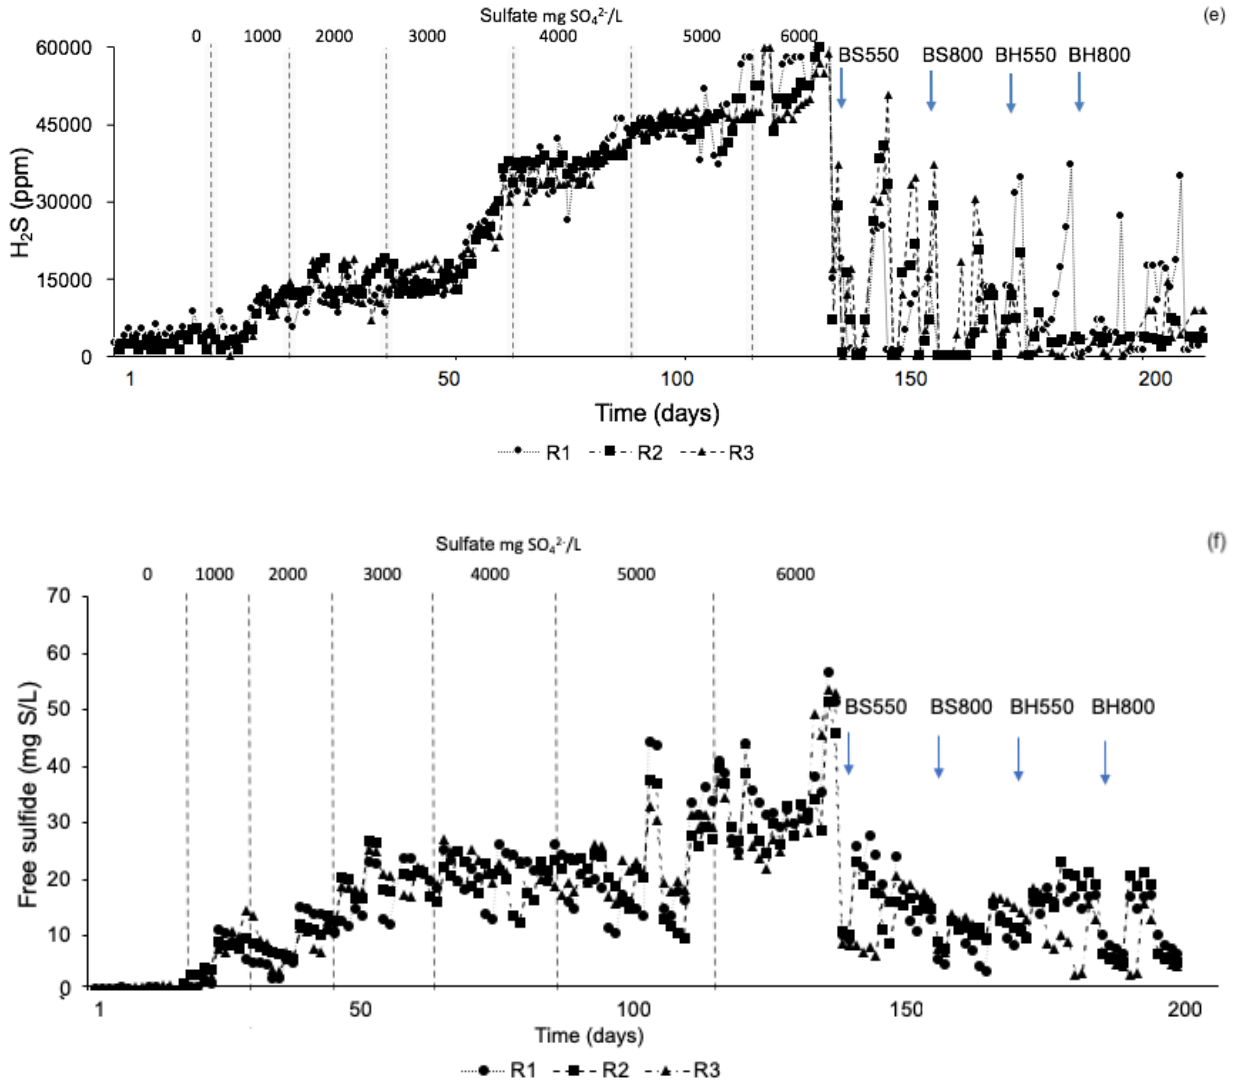 Sulfate mg SO₄²⁻/L
(e)
0 1000 2000 3000 4000 5000 6000
60000
BS550 BS800 BH550 BH800
45000
30000
15000
0
H₂S (ppm)
1 50 100 150 200
Time (days)
R1 R2 R3
Sulfate mg SO₄²⁻/L
(f)
0 1000 2000 3000 4000 5000 6000
70
60
50
BS550 BS800 BH550 BH800
40
30
20
10
0
Free sulfide (mg S/L)
1 50 100 150 200
Time (days)
R1 R2 R3